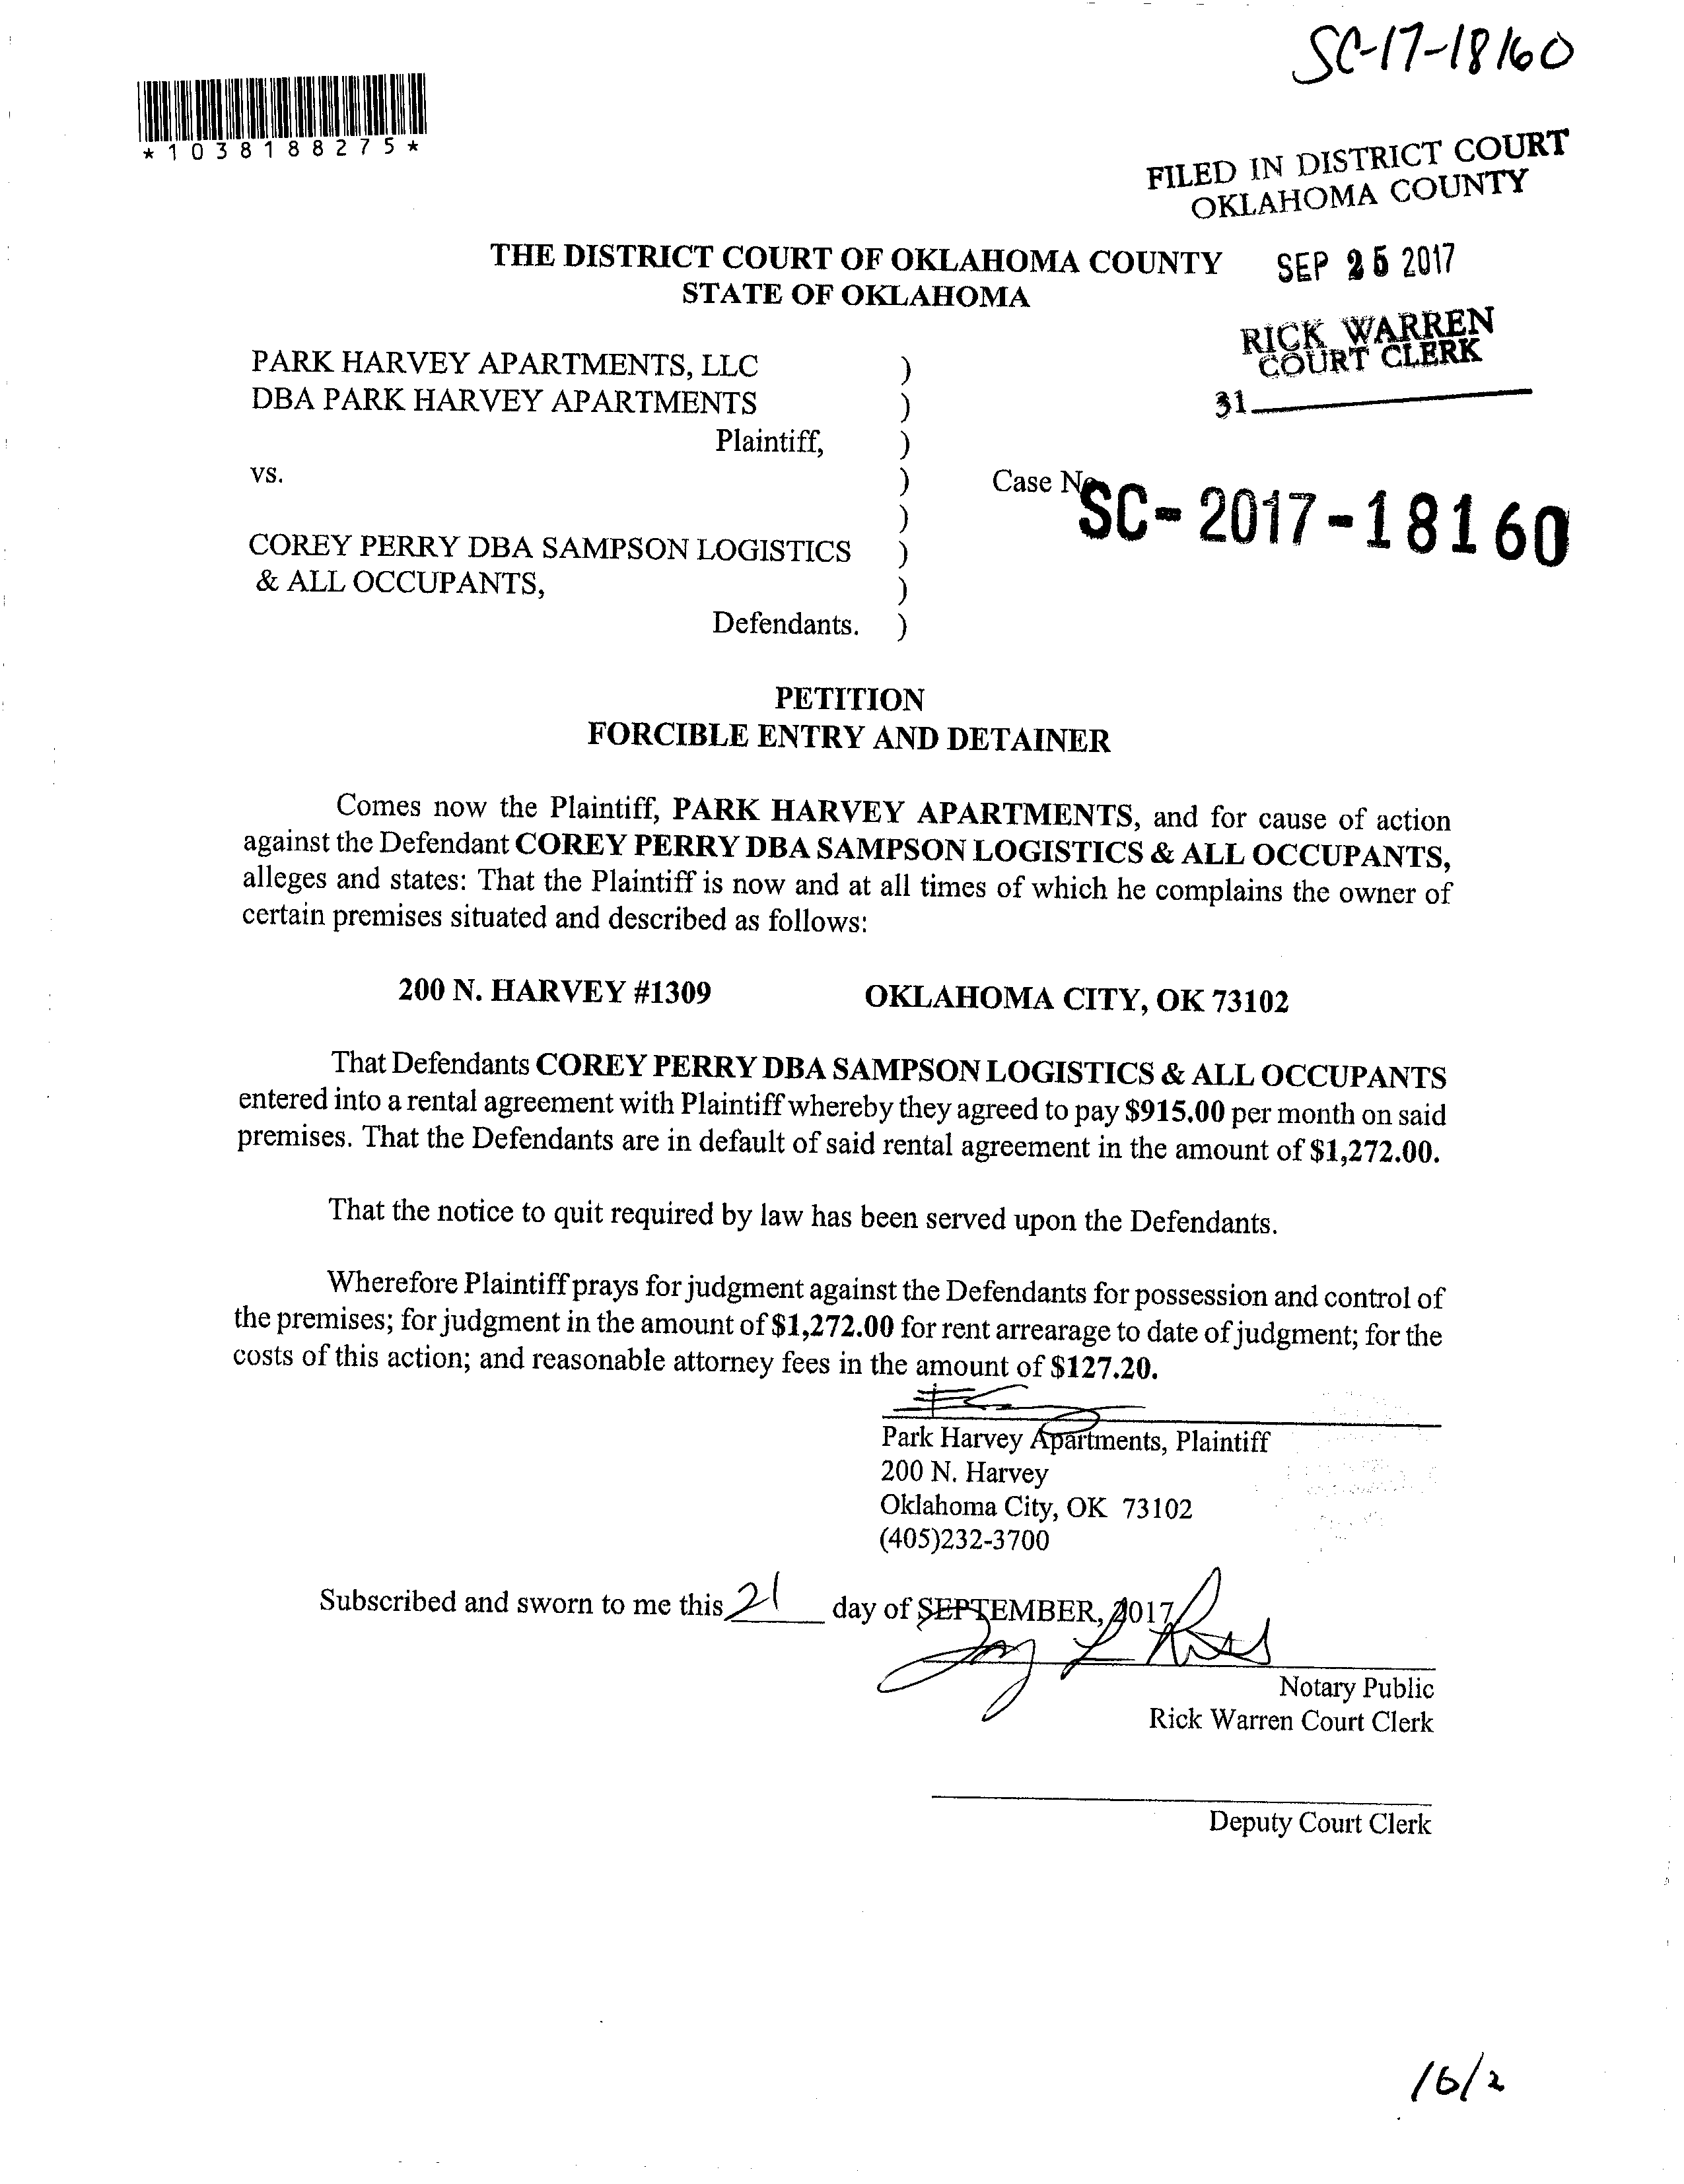 SC-17-18160
*1038188275*
FILED IN DISTRICT COURT
OKLAHOMA COUNTY
THE DISTRICT COURT OF OKLAHOMA COUNTY
STATE OF OKLAHOMA
SEP 25 2017
RICK WARREN
COURT CLERK
31
PARK HARVEY APARTMENTS, LLC )
DBA PARK HARVEY APARTMENTS )
Plaintiff, )
vs. )
)
Case No
SC-2017-18160
COREY PERRY DBA SAMPSON LOGISTICS )
& ALL OCCUPANTS, )
Defendants. )
PETITION
FORCIBLE ENTRY AND DETAINER
Comes now the Plaintiff, PARK HARVEY APARTMENTS, and for cause of action
against the Defendant COREY PERRY DBA SAMPSON LOGISTICS & ALL OCCUPANTS,
alleges and states: That the Plaintiff is now and at all times of which he complains the owner of
certain premises situated and described as follows:
200 N. HARVEY #1309 OKLAHOMA CITY, OK 73102
That Defendants COREY PERRY DBA SAMPSON LOGISTICS & ALL OCCUPANTS
entered into a rental agreement with Plaintiff whereby they agreed to pay $915.00 per month on said
premises. That the Defendants are in default of said rental agreement in the amount of $1,272.00.
That the notice to quit required by law has been served upon the Defendants.
Wherefore Plaintiff prays for judgment against the Defendants for possession and control of
the premises; for judgment in the amount of $1,272.00 for rent arrearage to date of judgment; for the
costs of this action; and reasonable attorney fees in the amount of $127.20.
Park Harvey Apartments, Plaintiff
200 N. Harvey
Oklahoma City, OK 73102
(405)232-3700
Subscribed and sworn to me this 21 day of SEPTEMBER, 2017
Notary Public
Rick Warren Court Clerk
Deputy Court Clerk
16/2